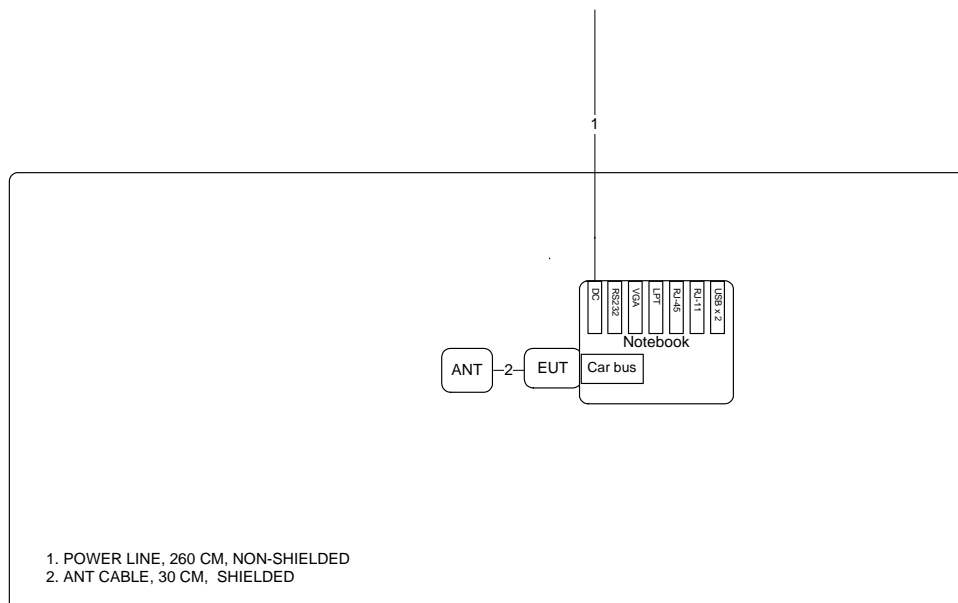 1
DC
RS232
VGA
LPT
RJ-45
RJ-11
USB x 2
Notebook
ANT
2
EUT
Car bus
1. POWER LINE, 260 CM, NON-SHIELDED
2. ANT CABLE, 30 CM, SHIELDED